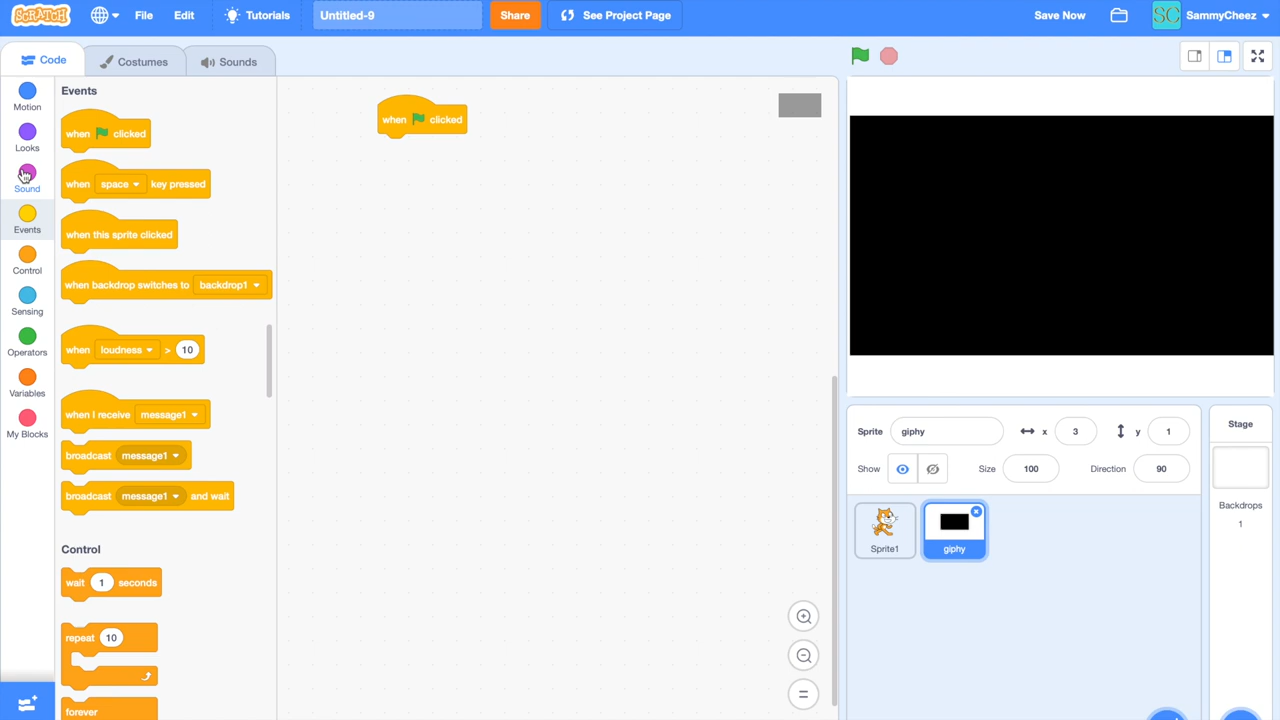 SCRATCH File Edit Tutorials Untitled-9 Share See Project Page Save Now SC SammyCheez
Code Costumes Sounds
Motion
Looks
Sound
Events
Control
Sensing
Operators
Variables
My Blocks
Events
when clicked
when space key pressed
when this sprite clicked
when backdrop switches to backdrop1
when loudness > 10
when I receive message1
broadcast message1
broadcast message1 and wait
Control
wait 1 seconds
repeat 10
forever
when clicked
Sprite giphy x 3 y 1
Show Size 100 Direction 90
Sprite1
giphy
Stage
Backdrops
1